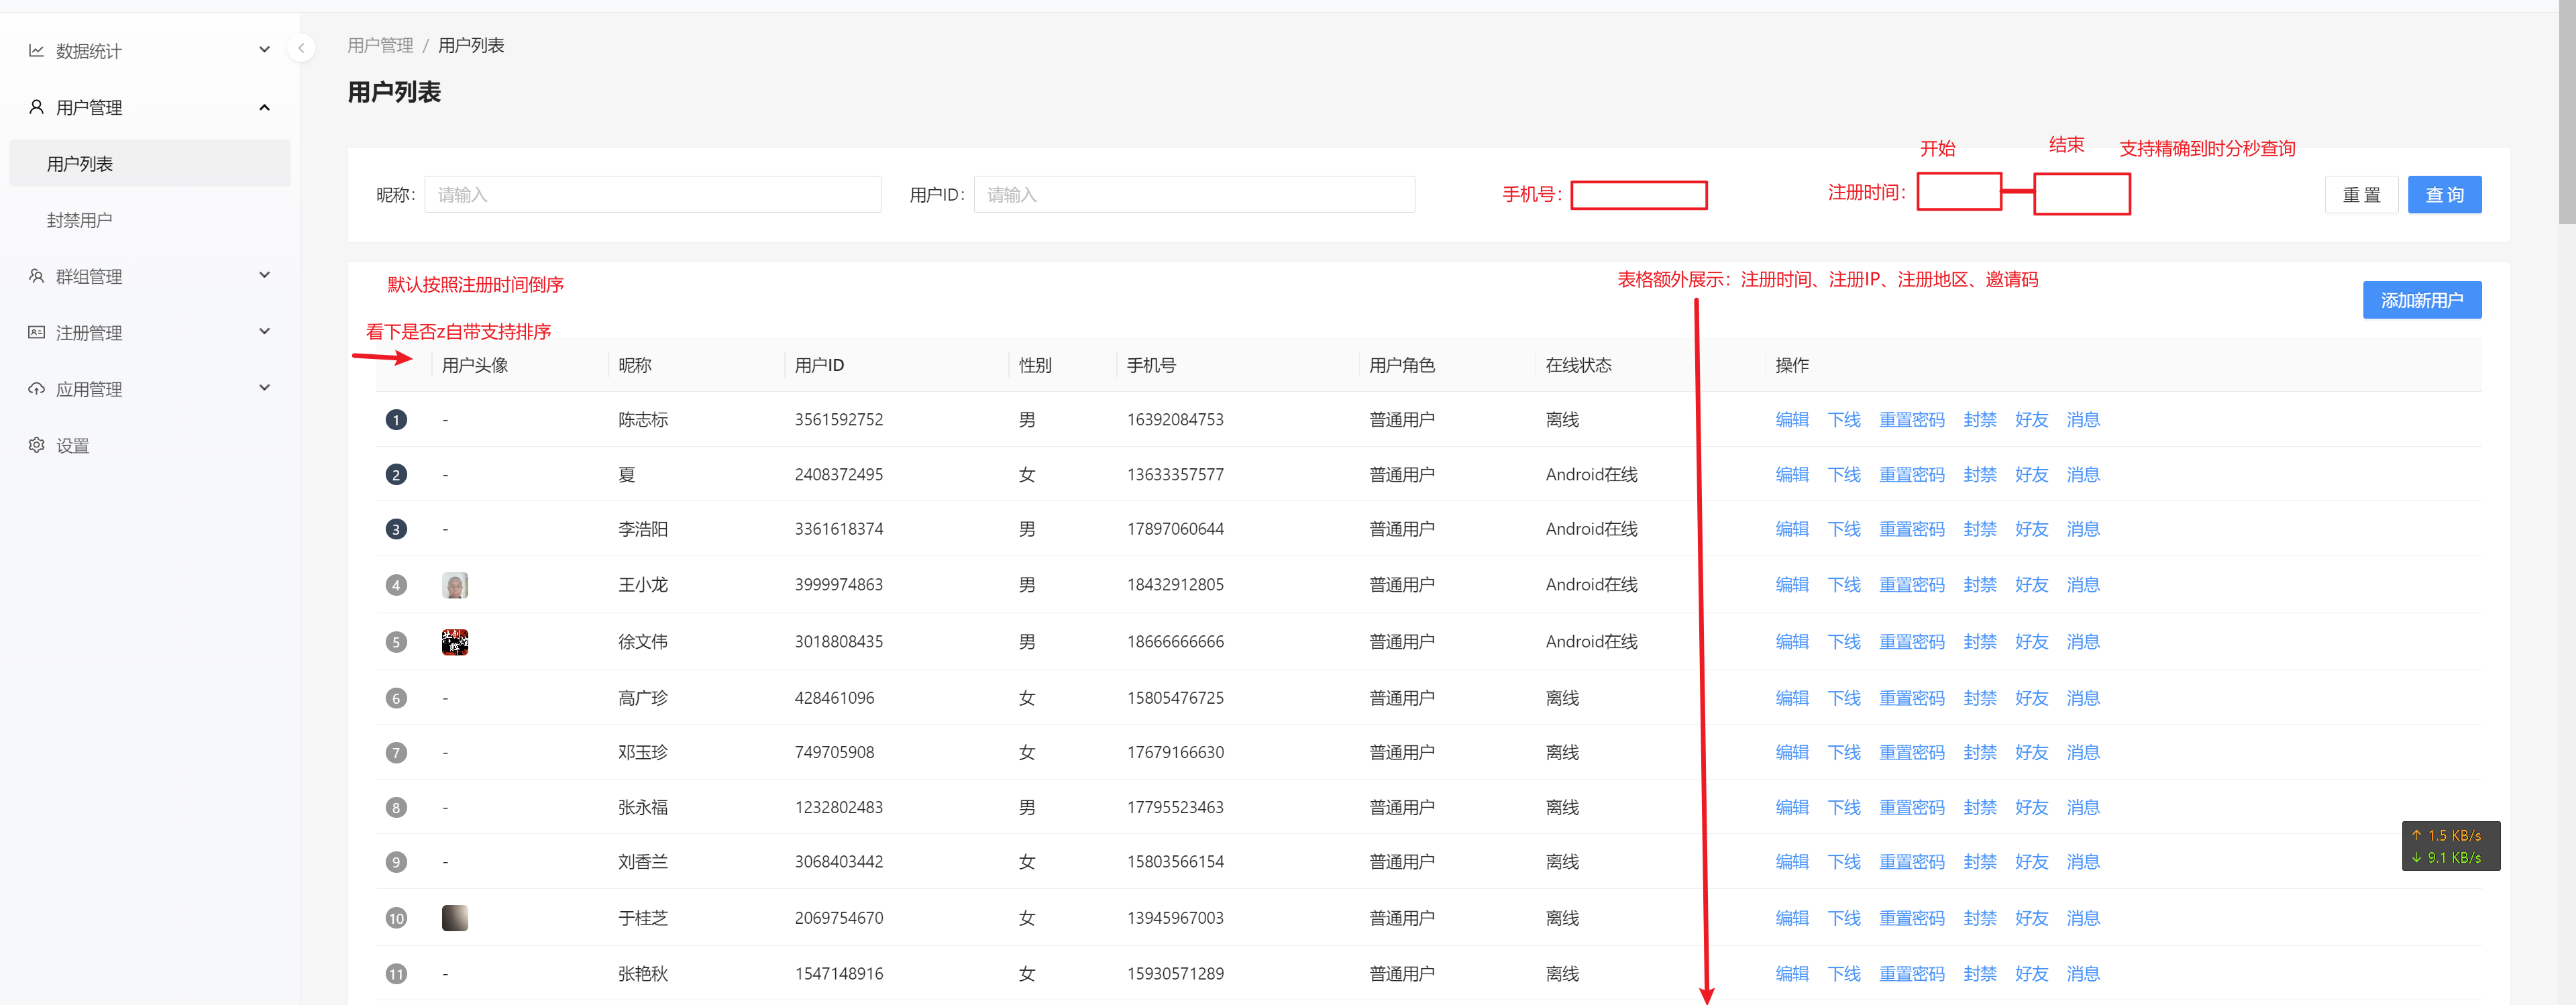 数据统计
用户管理
用户列表
封禁用户
群组管理
注册管理
应用管理
设置
用户管理 / 用户列表
用户列表
开始 结束 支持精确到时分秒查询
昵称: 请输入 用户ID: 请输入 手机号: 注册时间: 重置 查询
默认按照注册时间倒序 表格额外展示：注册时间、注册IP、注册地区、邀请码 添加新用户
看下是否z自带支持排序
用户头像 昵称 用户ID 性别 手机号 用户角色 在线状态 操作
1 - 陈志标 3561592752 男 16392084753 普通用户 离线 编辑 下线 重置密码 封禁 好友 消息
2 - 夏 2408372495 女 13633357577 普通用户 Android在线 编辑 下线 重置密码 封禁 好友 消息
3 - 李浩阳 3361618374 男 17897060644 普通用户 Android在线 编辑 下线 重置密码 封禁 好友 消息
4 王小龙 3999974863 男 18432912805 普通用户 Android在线 编辑 下线 重置密码 封禁 好友 消息
5 徐文伟 3018808435 男 18666666666 普通用户 Android在线 编辑 下线 重置密码 封禁 好友 消息
6 - 高广珍 428461096 女 15805476725 普通用户 离线 编辑 下线 重置密码 封禁 好友 消息
7 - 邓玉珍 749705908 女 17679166630 普通用户 离线 编辑 下线 重置密码 封禁 好友 消息
8 - 张永福 1232802483 男 17795523463 普通用户 离线 编辑 下线 重置密码 封禁 好友 消息
↑ 1.5 KB/s
↓ 9.1 KB/s
9 - 刘香兰 3068403442 女 15803566154 普通用户 离线 编辑 下线 重置密码 封禁 好友 消息
10 于桂芝 2069754670 女 13945967003 普通用户 离线 编辑 下线 重置密码 封禁 好友 消息
11 - 张艳秋 1547148916 女 15930571289 普通用户 离线 编辑 下线 重置密码 封禁 好友 消息